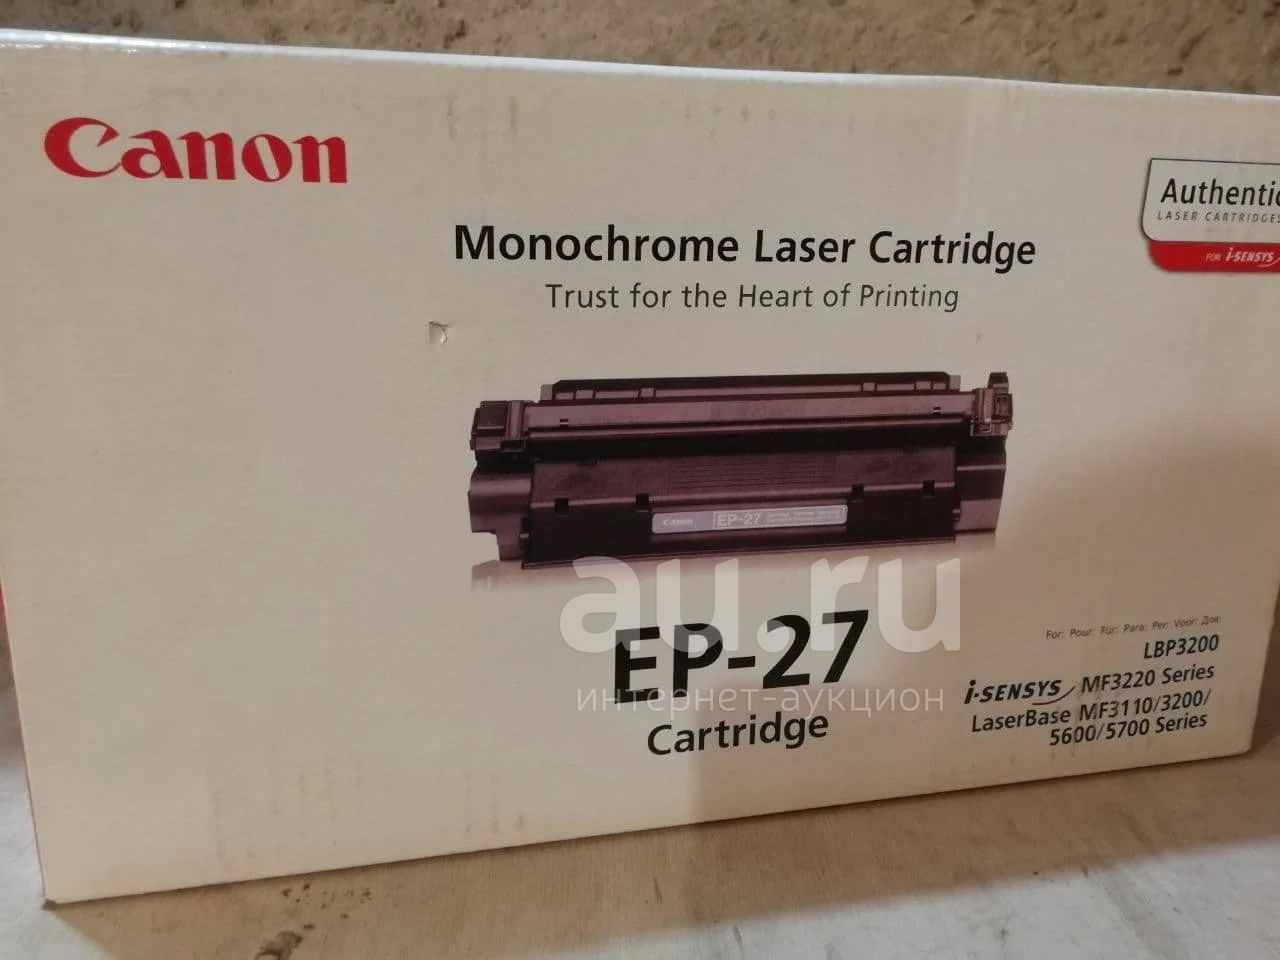 Canon
Authentic
LASER CARTRIDGES
FOR i-SENSYS
Monochrome Laser Cartridge
Trust for the Heart of Printing
Canon EP-27
au.ru
EP-27
интернет-аукцион
Cartridge
For: Pour: Für: Para: Per: Voor: Для:
LBP3200
i-SENSYS MF3220 Series
LaserBase MF3110/3200/
5600/5700 Series